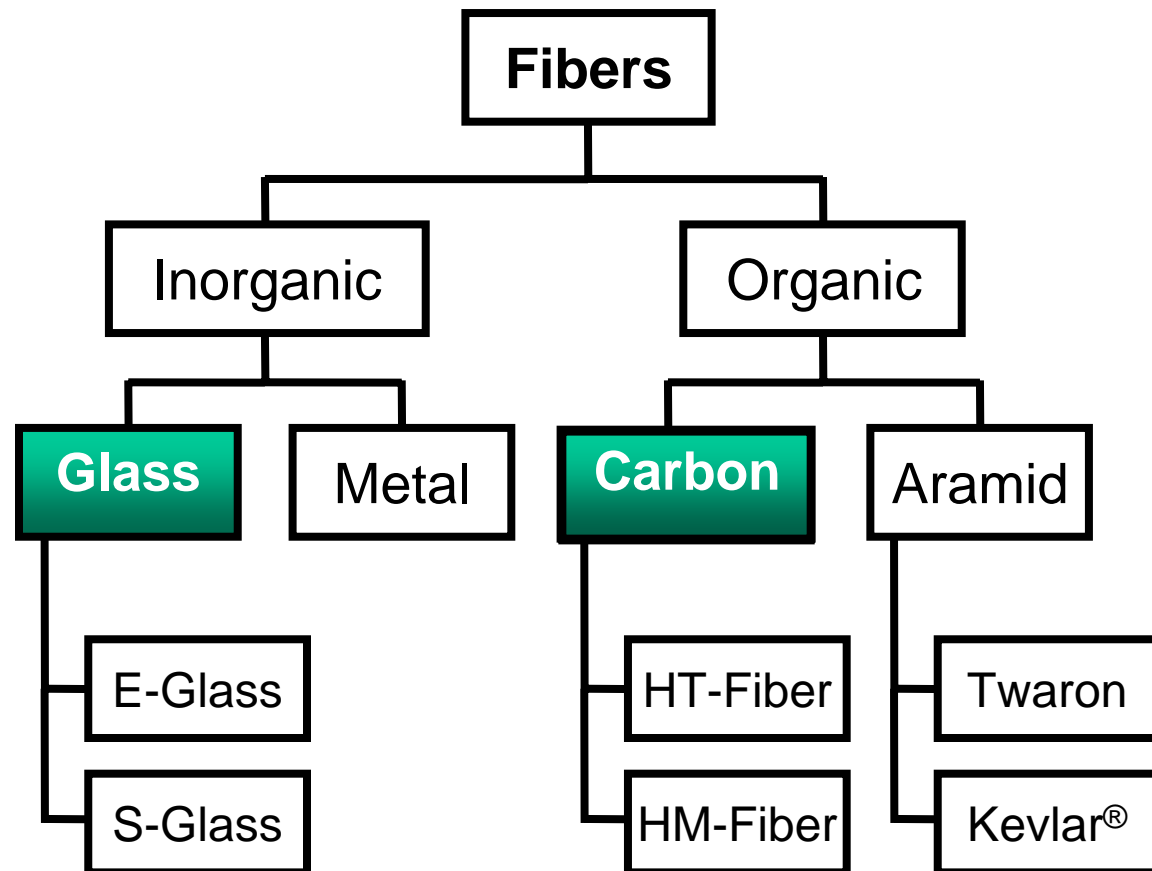 Fibers
Inorganic
Organic
Glass
Metal
Carbon
Aramid
E-Glass
HT-Fiber
Twaron
S-Glass
HM-Fiber
Kevlar®